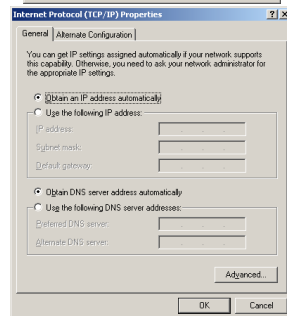 Internet Protocol (TCP/IP) Properties
General
Alternate Configuration
You can get IP settings assigned automatically if your network supports
this capability. Otherwise, you need to ask your network administrator for
the appropriate IP settings.
Obtain an IP address automatically
Use the following IP address:
IP address:
Subnet mask:
Default gateway:
Obtain DNS server address automatically
Use the following DNS server addresses:
Preferred DNS server:
Alternate DNS server:
Advanced...
OK
Cancel